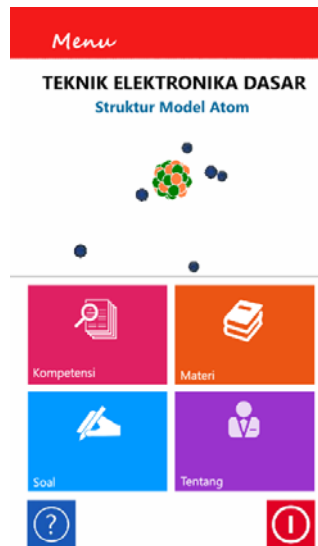 Menu
TEKNIK ELEKTRONIKA DASAR
Struktur Model Atom
Kompetensi
Materi
Soal
Tentang
?